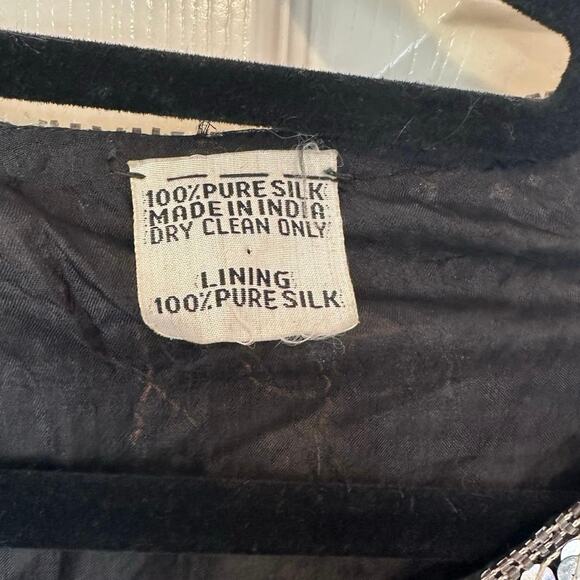 100% PURE SILK
MADE IN INDIA
DRY CLEAN ONLY
LINING
100% PURE SILK